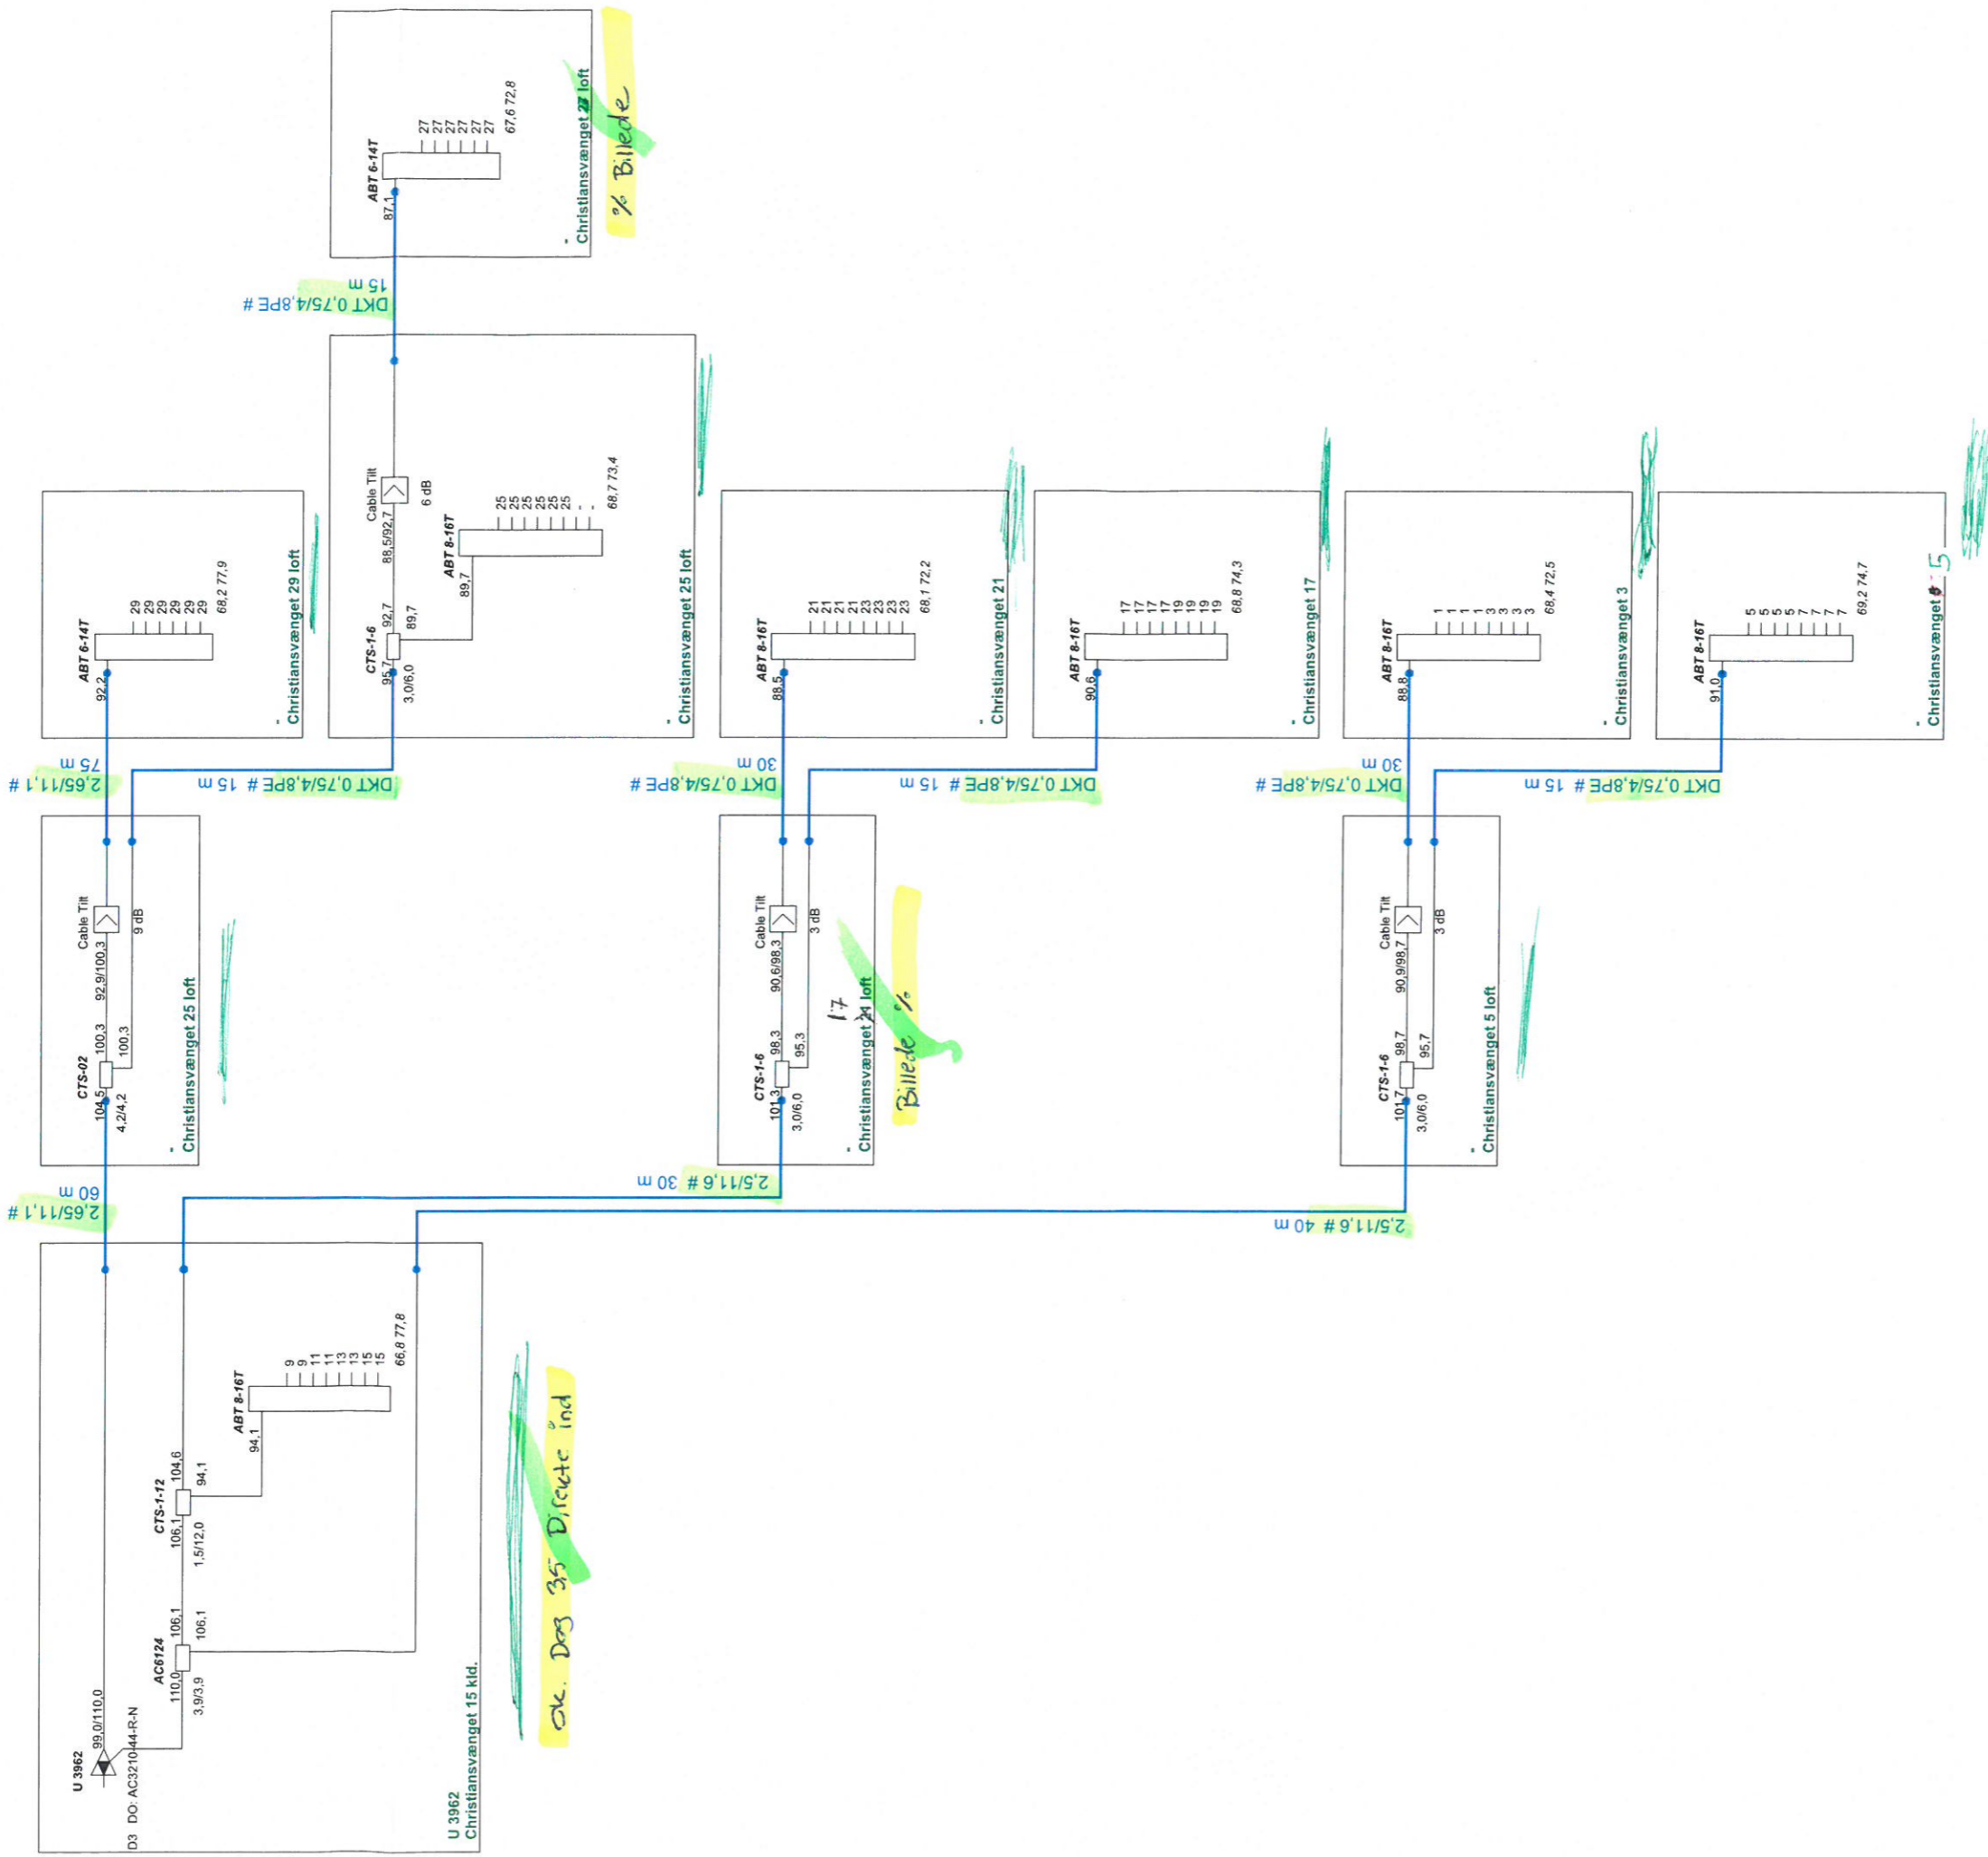 U 3962
99,0/110,0
D3 DO: AC3210-44-R-N
AC6124
110,0 106,1
3,9/3,9 106,1
CTS-1-12
106,1 104,6
1,5/12,0 94,1
ABT 8-16T
94,1
9
9
11
11
13
13
15
15
66,8 77,8
U 3962
Christiansvænget 15 kld.
ok. Dog 3,5 Direkte ind
2,65/11,1 #
60 m
2,5/11,6 # 30 m
2,5/11,6 # 40 m
CTS-02
104,5 100,3
4,2/4,2 100,3
92,9/100,3
Cable Tilt
9 dB
" Christiansvænget 25 loft
2,65/11,1 #
75 m
DKT 0,75/4,8PE # 15 m
ABT 6-14T
92,2
29
29
29
29
29
29
68,2 77,9
" Christiansvænget 29 loft
CTS-1-6
95,7 92,7
3,0/6,0 89,7
88,5/92,7
Cable Tilt
6 dB
ABT 8-16T
89,7
25
25
25
25
25
25
-
-
68,7 73,4
" Christiansvænget 25 loft
DKT 0,75/4,8PE #
15 m
ABT 6-14T
87,1
27
27
27
27
27
27
67,6 72,8
" Christiansvænget 27 loft
% Billede
CTS-1-6
101,3 98,3
3,0/6,0 95,3
90,6/98,3
Cable Tilt
3 dB
17
" Christiansvænget 21 loft
Billede %
DKT 0,75/4,8PE #
30 m
DKT 0,75/4,8PE # 15 m
ABT 8-16T
88,5
21
21
21
21
23
23
23
23
68,1 72,2
" Christiansvænget 21
ABT 8-16T
90,6
17
17
17
17
19
19
19
19
68,8 74,3
" Christiansvænget 17
CTS-1-6
101,7 98,7
3,0/6,0 95,7
90,9/98,7
Cable Tilt
3 dB
" Christiansvænget 5 loft
DKT 0,75/4,8PE #
30 m
DKT 0,75/4,8PE # 15 m
ABT 8-16T
88,8
1
1
1
1
3
3
3
3
68,4 72,5
" Christiansvænget 3
ABT 8-16T
91,0
5
5
5
5
7
7
7
7
69,2 74,7
" Christiansvænget 5